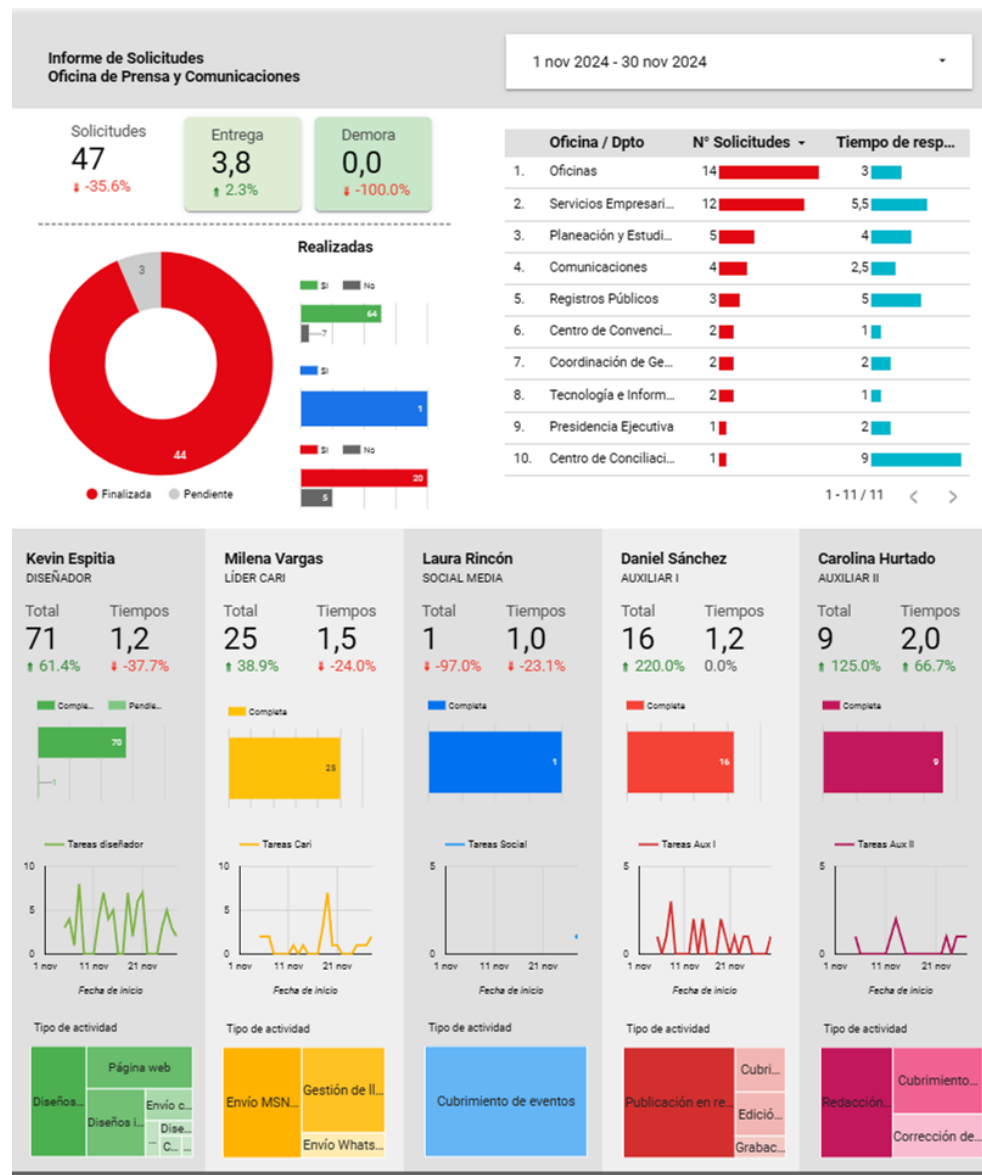 Informe de Solicitudes
Oficina de Prensa y Comunicaciones
1 nov 2024 - 30 nov 2024
Solicitudes
47
-35.6%
Entrega
3,8
2.3%
Demora
0,0
-100.0%
Realizadas
3
44
Finalizada Pendiente
Si No
64
7
Si
1
Si No
20
5
Oficina / Dpto N° Solicitudes Tiempo de resp...
1. Oficinas 14 3
2. Servicios Empresari... 12 5,5
3. Planeación y Estudi... 5 4
4. Comunicaciones 4 2,5
5. Registros Públicos 3 5
6. Centro de Convenci... 2 1
7. Coordinación de Ge... 2 2
8. Tecnología e Inform... 2 1
9. Presidencia Ejecutiva 1 2
10. Centro de Conciliaci... 1 9
1 - 11 / 11 < >
Kevin Espitia
DISEÑADOR
Total Tiempos
71 1,2
61.4% -37.7%
Comple... Pendie...
70
1
Tareas diseñador
10
5
0
1 nov 11 nov 21 nov
Fecha de inicio
Tipo de actividad
Diseños...
Página web
Diseños i...
Envío c...
Dise...
...
C...
...
Milena Vargas
LÍDER CARI
Total Tiempos
25 1,5
38.9% -24.0%
Completa
25
Tareas Cari
10
5
0
1 nov 11 nov 21 nov
Fecha de inicio
Tipo de actividad
Envío MSN...
Gestión de ll...
Envío Whats...
Laura Rincón
SOCIAL MEDIA
Total Tiempos
1 1,0
-97.0% -23.1%
Completa
1
Tareas Social
5
0
1 nov 11 nov 21 nov
Fecha de inicio
Tipo de actividad
Cubrimiento de eventos
Daniel Sánchez
AUXILIAR I
Total Tiempos
16 1,2
220.0% 0.0%
Completa
16
Tareas Aux I
5
0
1 nov 11 nov 21 nov
Fecha de inicio
Tipo de actividad
Publicación en re...
Cubri...
Edició...
Grabac...
Carolina Hurtado
AUXILIAR II
Total Tiempos
9 2,0
125.0% 66.7%
Completa
9
Tareas Aux II
5
0
1 nov 11 nov 21 nov
Fecha de inicio
Tipo de actividad
Redacción...
Cubrimiento...
Corrección de...